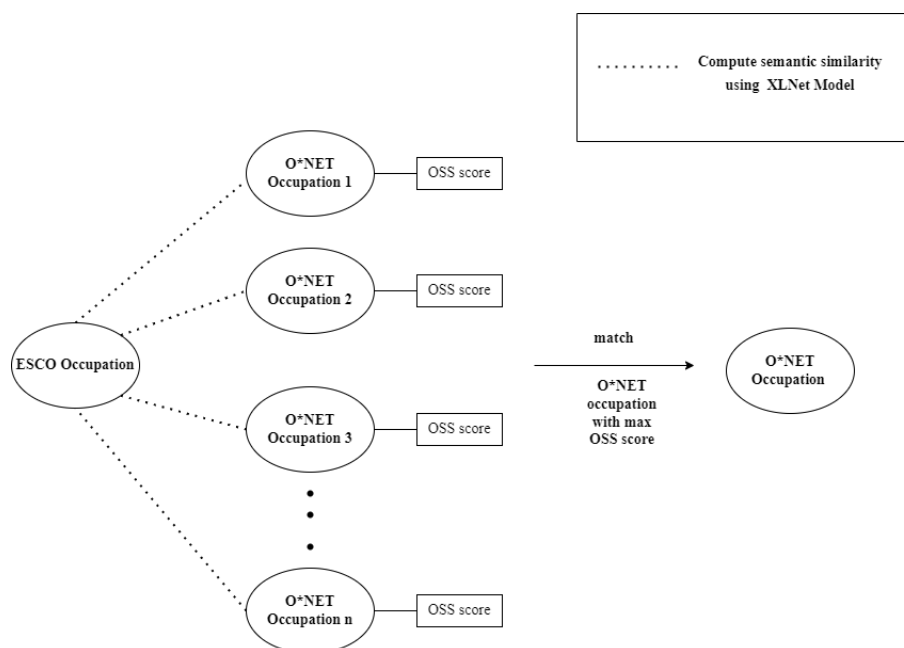 Compute semantic similarity
using XLNet Model
O*NET
Occupation 1
OSS score
O*NET
Occupation 2
OSS score
ESCO Occupation
match
O*NET
occupation
with max
OSS score
O*NET
Occupation
O*NET
Occupation 3
OSS score
O*NET
Occupation n
OSS score